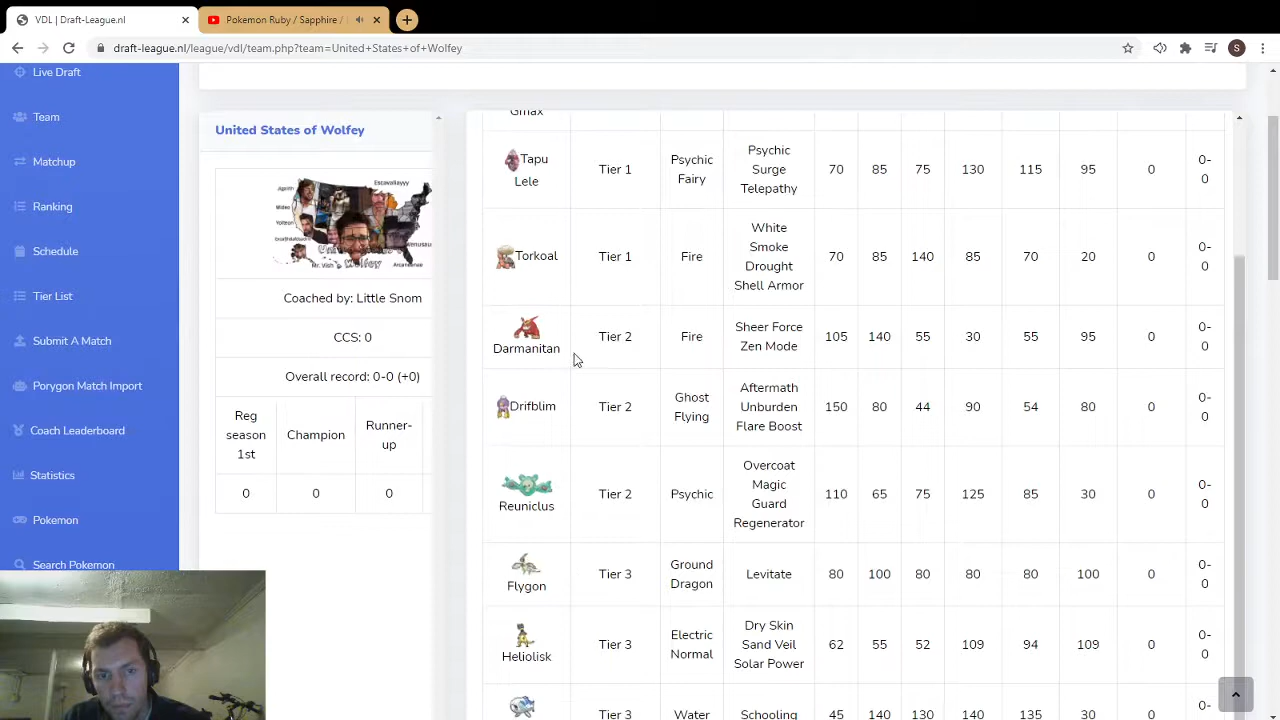 VDL | Draft-League.nl
Pokemon Ruby / Sapphire /
draft-league.nl/league/vdl/team.php?team=United+States+of+Wolfey
S
Live Draft
Team
Matchup
Ranking
Schedule
Tier List
Submit A Match
Porygon Match Import
Coach Leaderboard
Statistics
Pokemon
Search Pokemon
United States of Wolfey
Coached by: Little Snom
CCS: 0
Overall record: 0-0 (+0)
Reg season 1st Champion Runner-up
0 0 0
Gmax
Tapu Lele Tier 1 Psychic Fairy Psychic Surge Telepathy 70 85 75 130 115 95 0 0-0
Torkoal Tier 1 Fire White Smoke Drought Shell Armor 70 85 140 85 70 20 0 0-0
Darmanitan Tier 2 Fire Sheer Force Zen Mode 105 140 55 30 55 95 0 0-0
Drifblim Tier 2 Ghost Flying Aftermath Unburden Flare Boost 150 80 44 90 54 80 0 0-0
Reuniclus Tier 2 Psychic Overcoat Magic Guard Regenerator 110 65 75 125 85 30 0 0-0
Flygon Tier 3 Ground Dragon Levitate 80 100 80 80 80 100 0 0-0
Heliolisk Tier 3 Electric Normal Dry Skin Sand Veil Solar Power 62 55 52 109 94 109 0 0-0
Tier 3 Water Schooling 45 140 130 140 135 30 0 0-